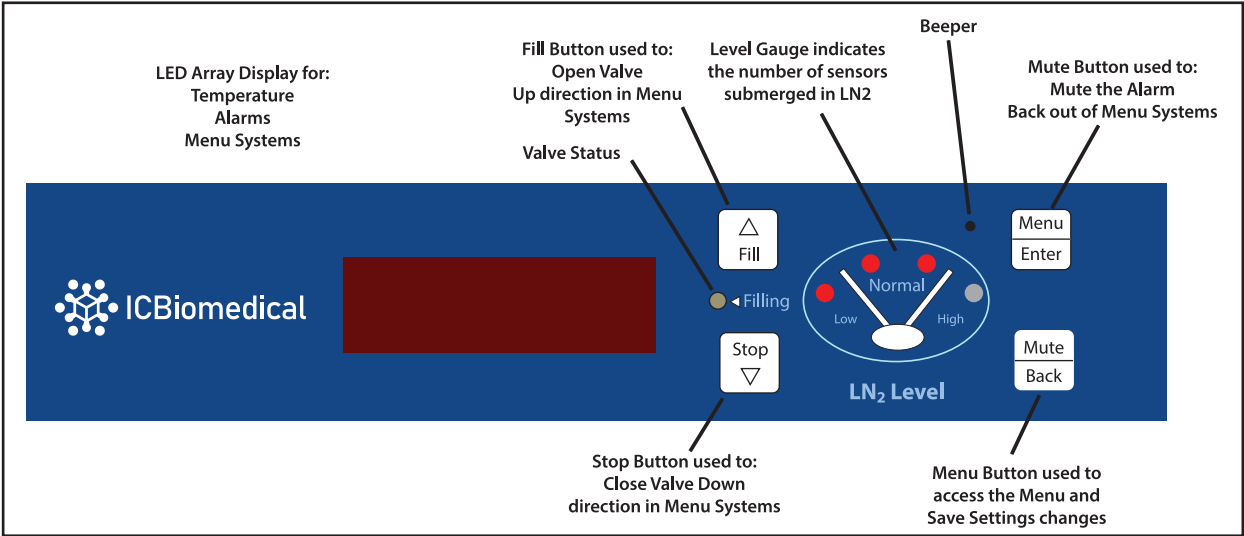 LED Array Display for:
Temperature
Alarms
Menu Systems
Fill Button used to:
Open Valve
Up direction in Menu
Systems
Valve Status
Level Gauge indicates
the number of sensors
submerged in LN2
Beeper
Mute Button used to:
Mute the Alarm
Back out of Menu Systems
ICBiomedical
△
Fill
◄Filling
Stop
▽
Normal
Low
High
LN₂ Level
Menu
Enter
Mute
Back
Stop Button used to:
Close Valve Down
direction in Menu Systems
Menu Button used to
access the Menu and
Save Settings changes